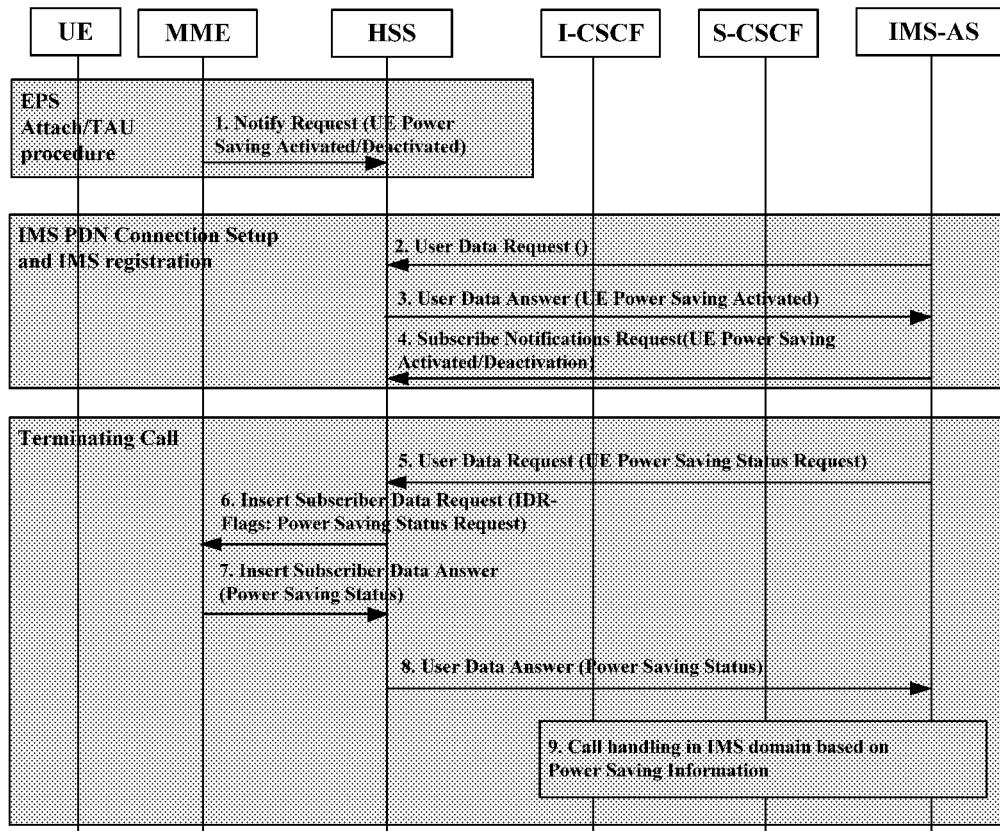 UE
MME
HSS
I-CSCF
S-CSCF
IMS-AS
EPS
Attach/TAU
procedure
1. Notify Request (UE Power
Saving Activated/Deactivated)
IMS PDN Connection Setup
and IMS registration
2. User Data Request ()
3. User Data Answer (UE Power Saving Activated)
4. Subscribe Notifications Request(UE Power Saving
Activated/Deactivation)
Terminating Call
5. User Data Request (UE Power Saving Status Request)
6. Insert Subscriber Data Request (IDR-
Flags: Power Saving Status Request)
7. Insert Subscriber Data Answer
(Power Saving Status)
8. User Data Answer (Power Saving Status)
9. Call handling in IMS domain based on
Power Saving Information